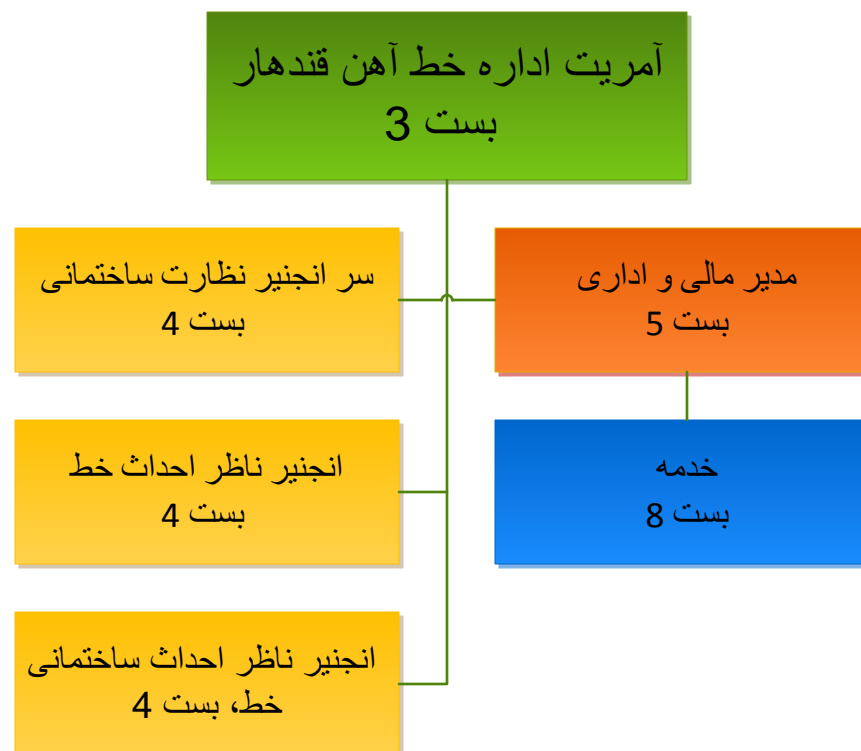 آمریت اداره خط آهن قندهار
بست 3
مدیر مالی و اداری
بست 5
سر انجنیر نظارت ساختمانی
بست 4
خدمه
بست 8
انجنیر ناظر احداث خط
بست 4
انجنیر ناظر احداث ساختمانی
خط، بست 4